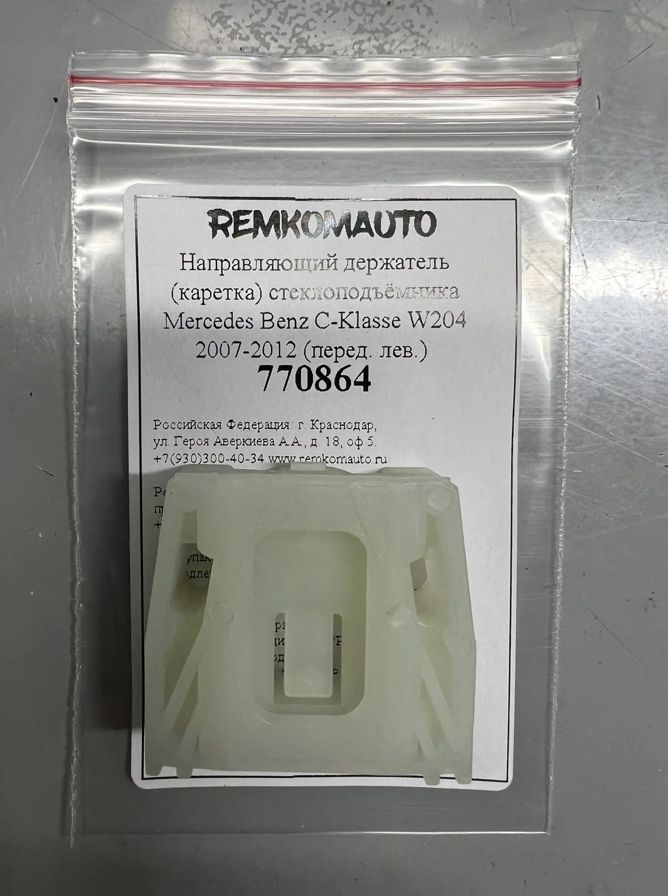 REMKOMAUTO
Направляющий держатель
(каретка) стеклоподъёмника
Mercedes Benz C-Klasse W204
2007-2012 (перед. лев.)
770864
Российская Федерация г. Краснодар,
ул. Героя Аверкиева А.А., д. 18, оф 5.
+7(930)300-40-34 www.remkomauto.ru